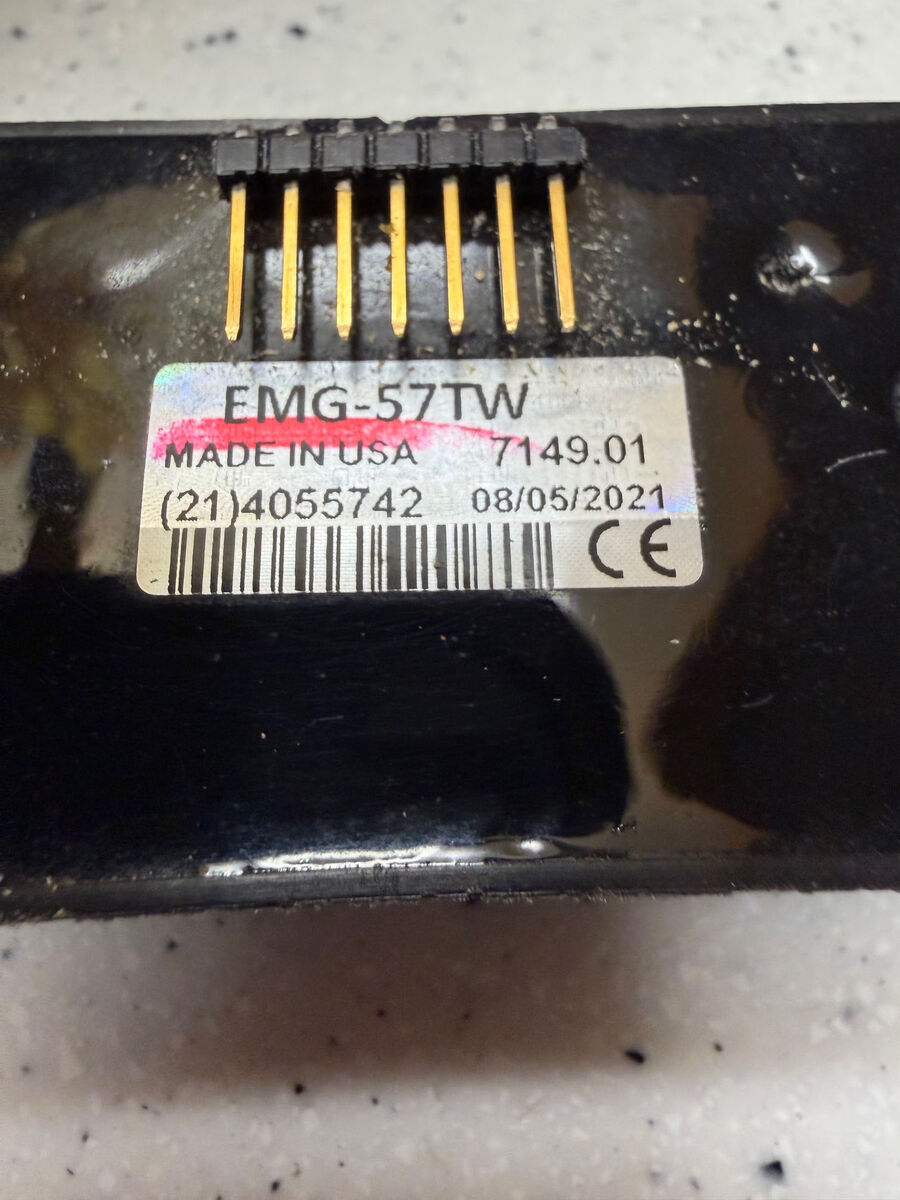 EMG-57TW
MADE IN USA 7149.01
(21)4055742 08/05/2021
CE